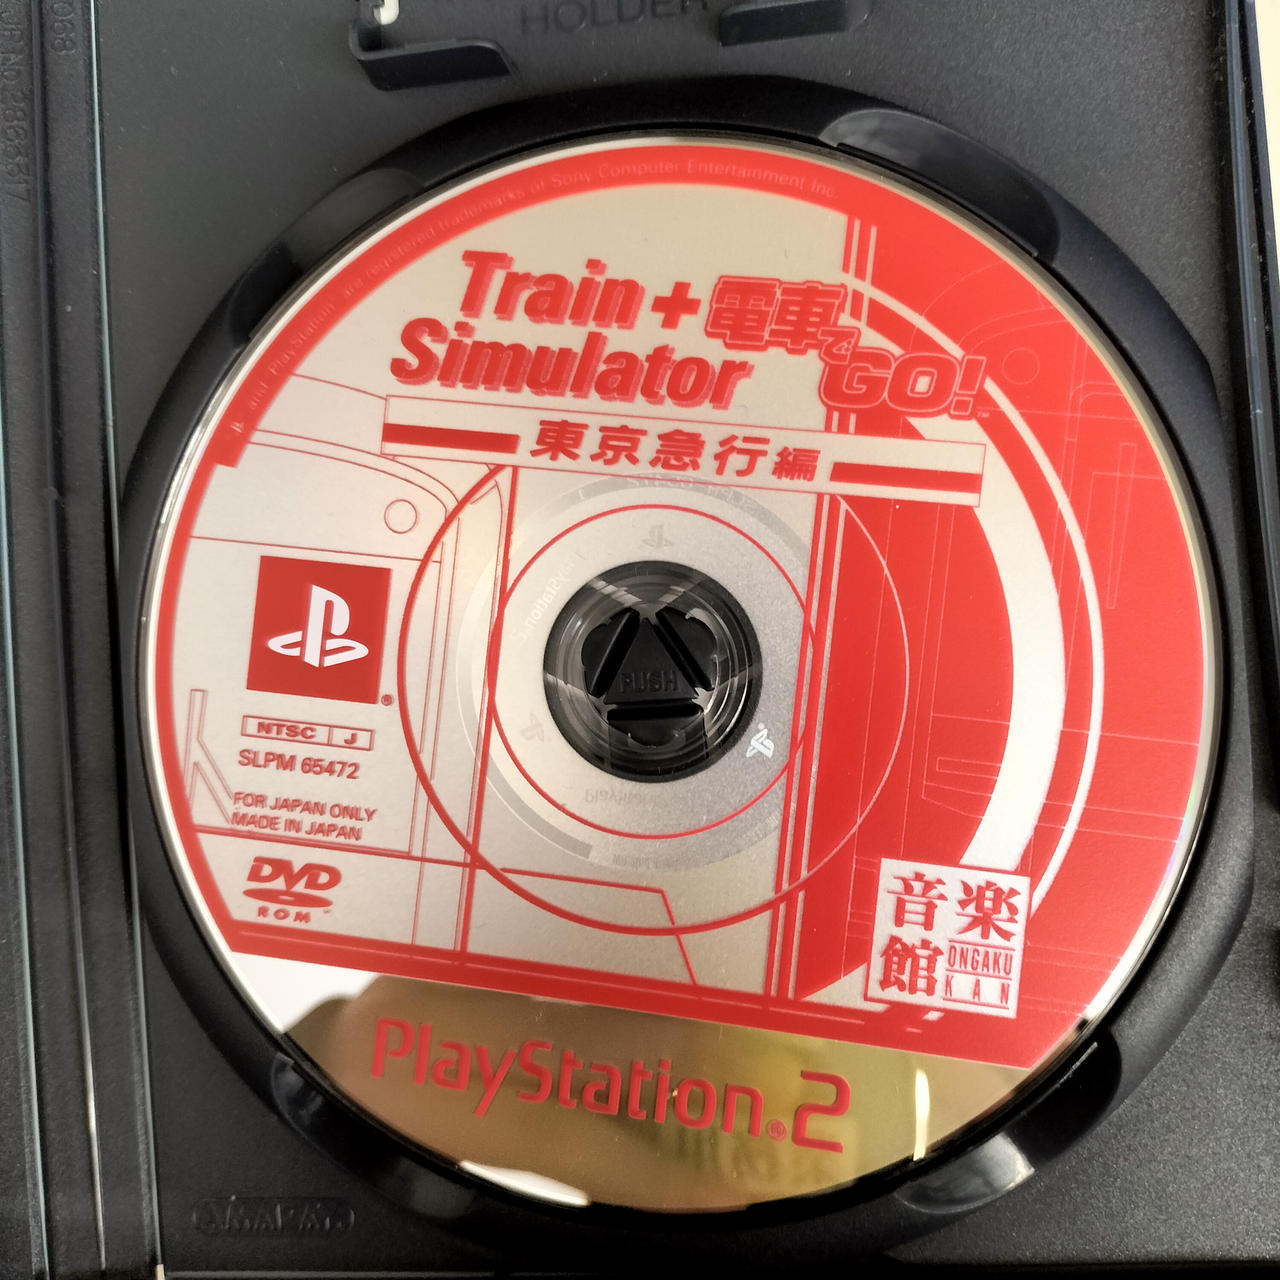 HOLDER
and PlayStation are registered trademarks of Sony Computer Entertainment Inc.
Train + 電車でGO!™
Simulator
東京急行編
PUSH
®
NTSC J
SLPM 65472
FOR JAPAN ONLY
MADE IN JAPAN
DVD
ROM
音楽
館 ONGAKU
KAN
PlayStation®2
AMARAY